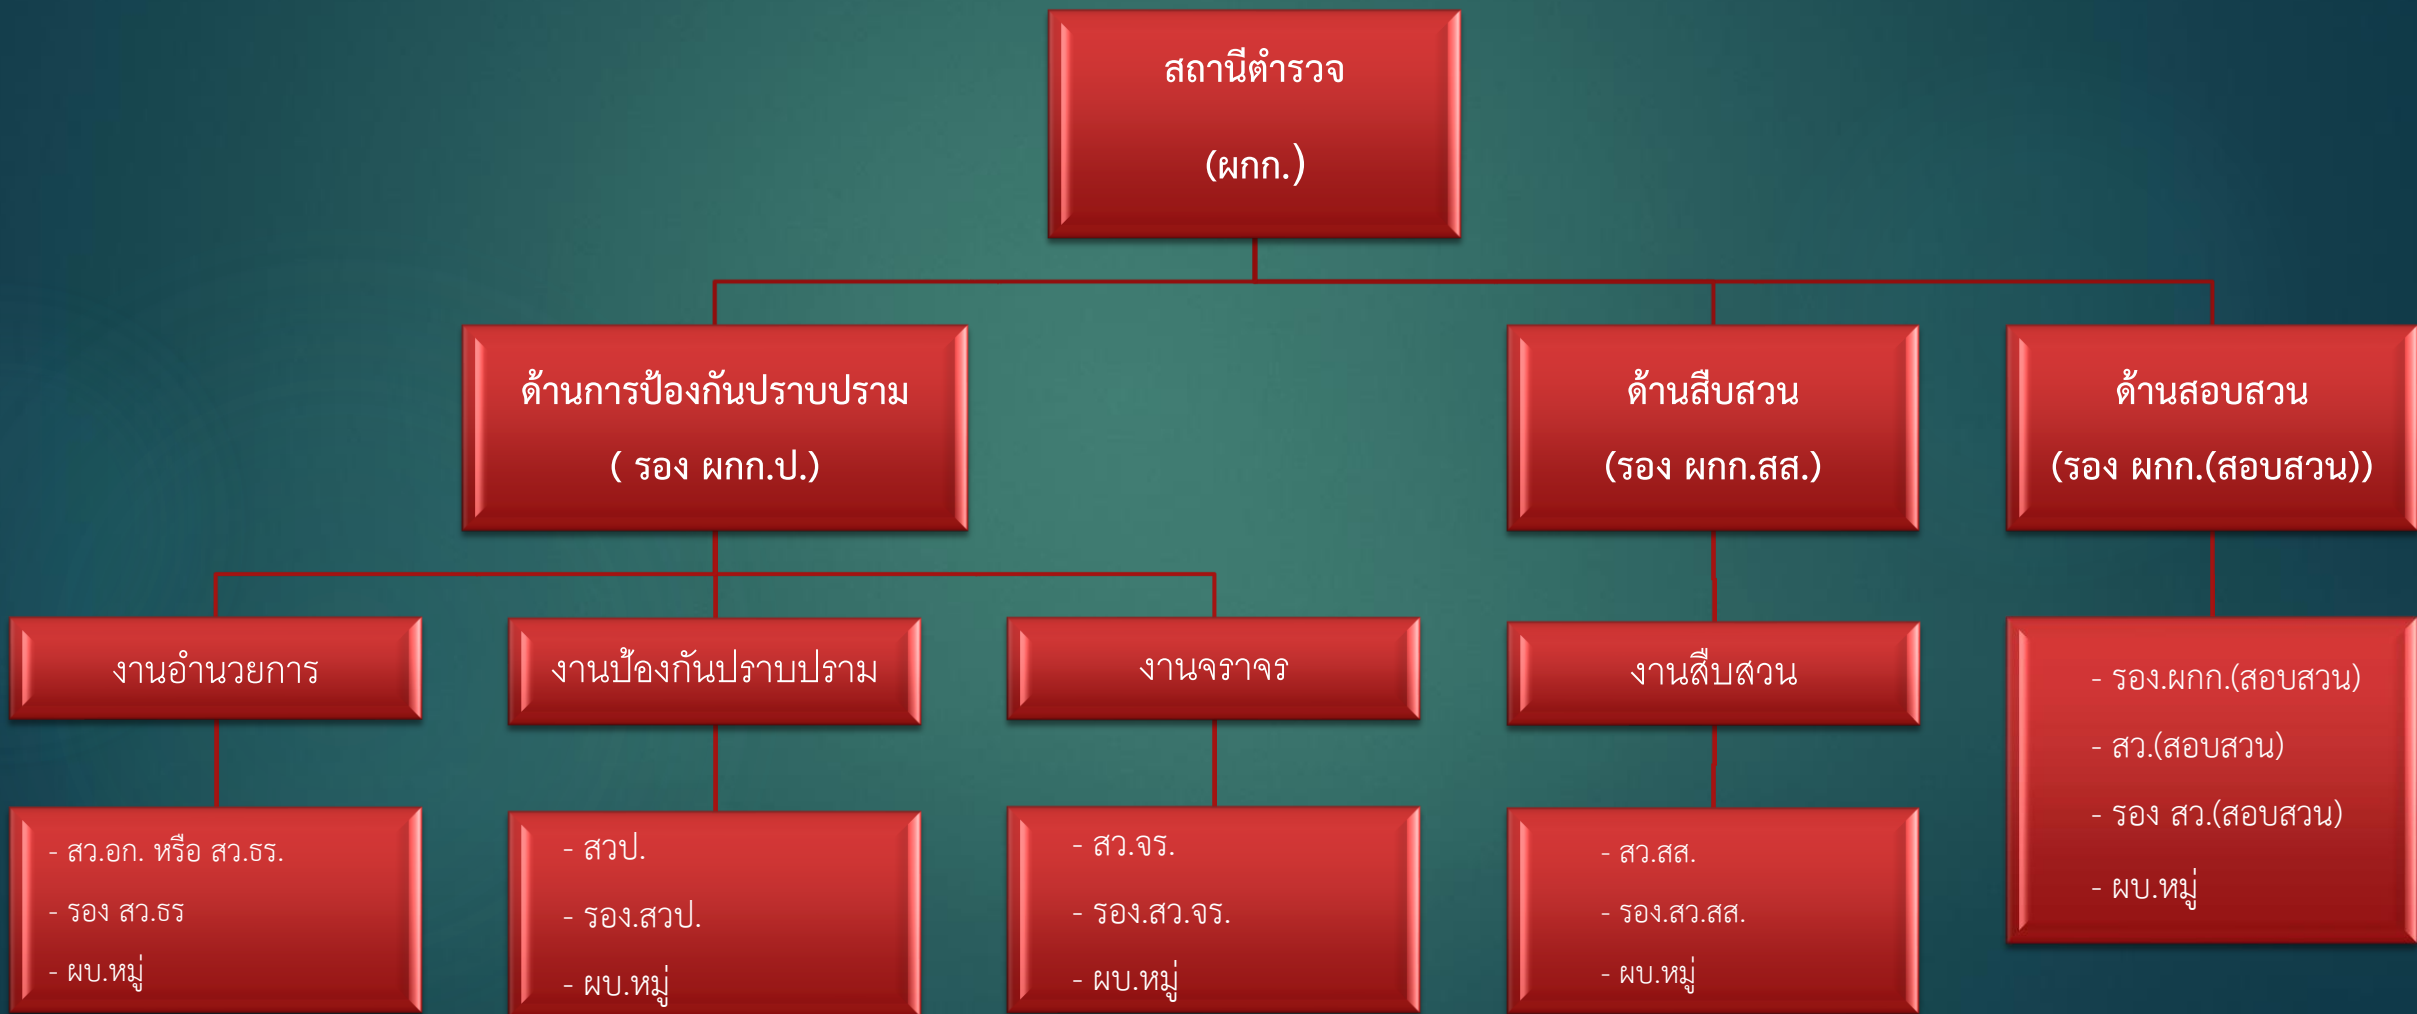 สถานีตำรวจ
(ผกก.)
ด้านการป้องกันปราบปราม
( รอง ผกก.ป.)
ด้านสืบสวน
(รอง ผกก.สส.)
ด้านสอบสวน
(รอง ผกก.(สอบสวน))
งานอำนวยการ
งานป้องกันปราบปราม
งานจราจร
งานสืบสวน
- สว.อก. หรือ สว.ธร.
- รอง สว.ธร
- ผบ.หมู่
- สวป.
- รอง.สวป.
- ผบ.หมู่
- สว.จร.
- รอง.สว.จร.
- ผบ.หมู่
- สว.สส.
- รอง.สว.สส.
- ผบ.หมู่
- รอง.ผกก.(สอบสวน)
- สว.(สอบสวน)
- รอง สว.(สอบสวน)
- ผบ.หมู่